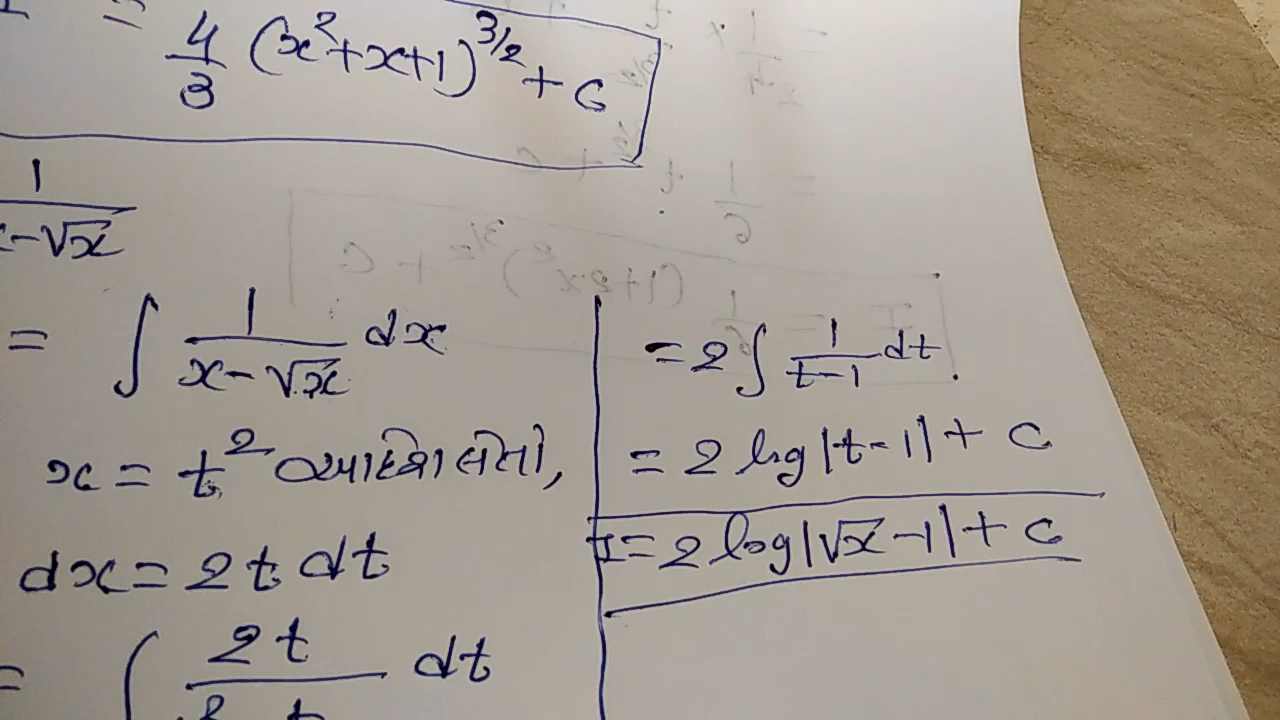 = 4/3 (x²+x+1)^3/2 + c
1/x-√x
= ∫ 1/x-√x dx
x = t² આદેશ લેતાં,
dx = 2t dt
= ∫ 2t/t²-t dt
= 2∫ 1/t-1 dt.
= 2 log|t-1| + c
I = 2 log|√x-1| + c